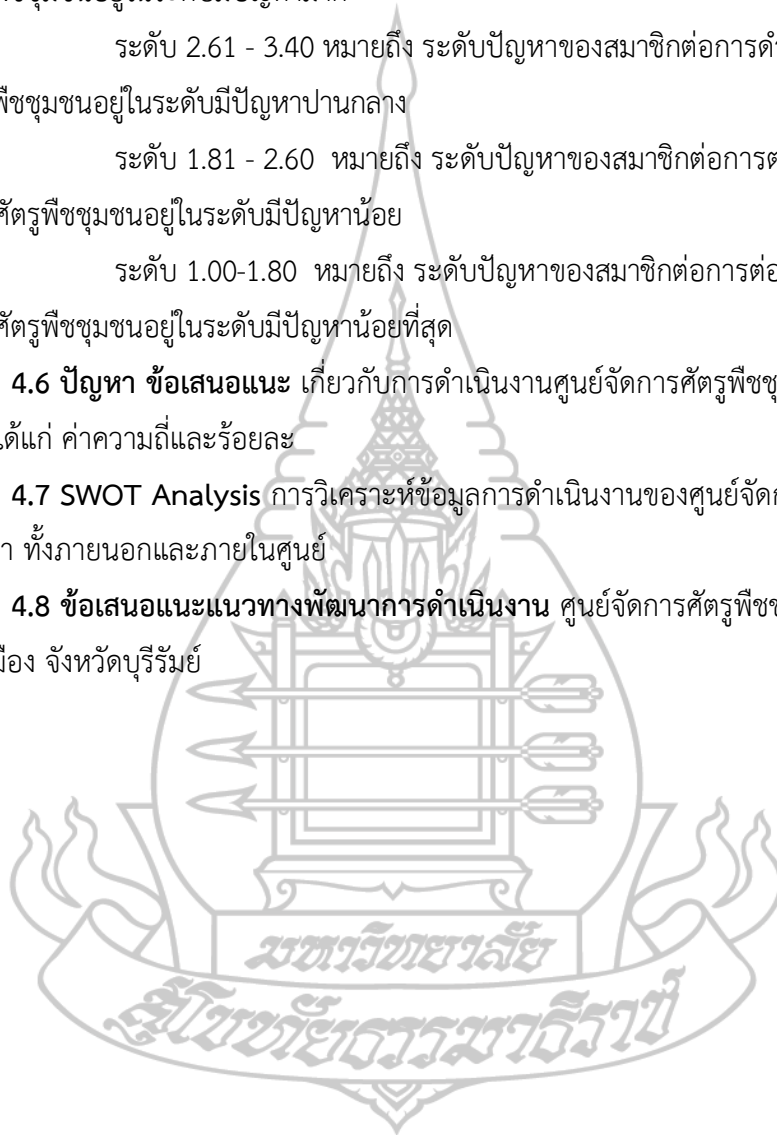 ระดับ 2.61 - 3.40 หมายถึง ระดับปัญหาของสมาชิกต่อการดำ
พืชชุมชนอยู่ในระดับมีปัญหาปานกลาง
ระดับ 1.81 - 2.60 หมายถึง ระดับปัญหาของสมาชิกต่อการต
ศัตรูพืชชุมชนอยู่ในระดับมีปัญหาน้อย
ระดับ 1.00-1.80 หมายถึง ระดับปัญหาของสมาชิกต่อการต่อ
ศัตรูพืชชุมชนอยู่ในระดับมีปัญหาน้อยที่สุด
4.6 ปัญหา ข้อเสนอแนะ เกี่ยวกับการดำเนินงานศูนย์จัดการศัตรูพืชชุ
ได้แก่ ค่าความถี่และร้อยละ
4.7 SWOT Analysis การวิเคราะห์ข้อมูลการดำเนินงานของศูนย์จัดก
า ทั้งภายนอกและภายในศูนย์
4.8 ข้อเสนอแนะแนวทางพัฒนาการดำเนินงาน ศูนย์จัดการศัตรูพืชช
มือง จังหวัดบุรีรัมย์
มหาวิทยาลัย
สุโขทัยธรรมาธิราช